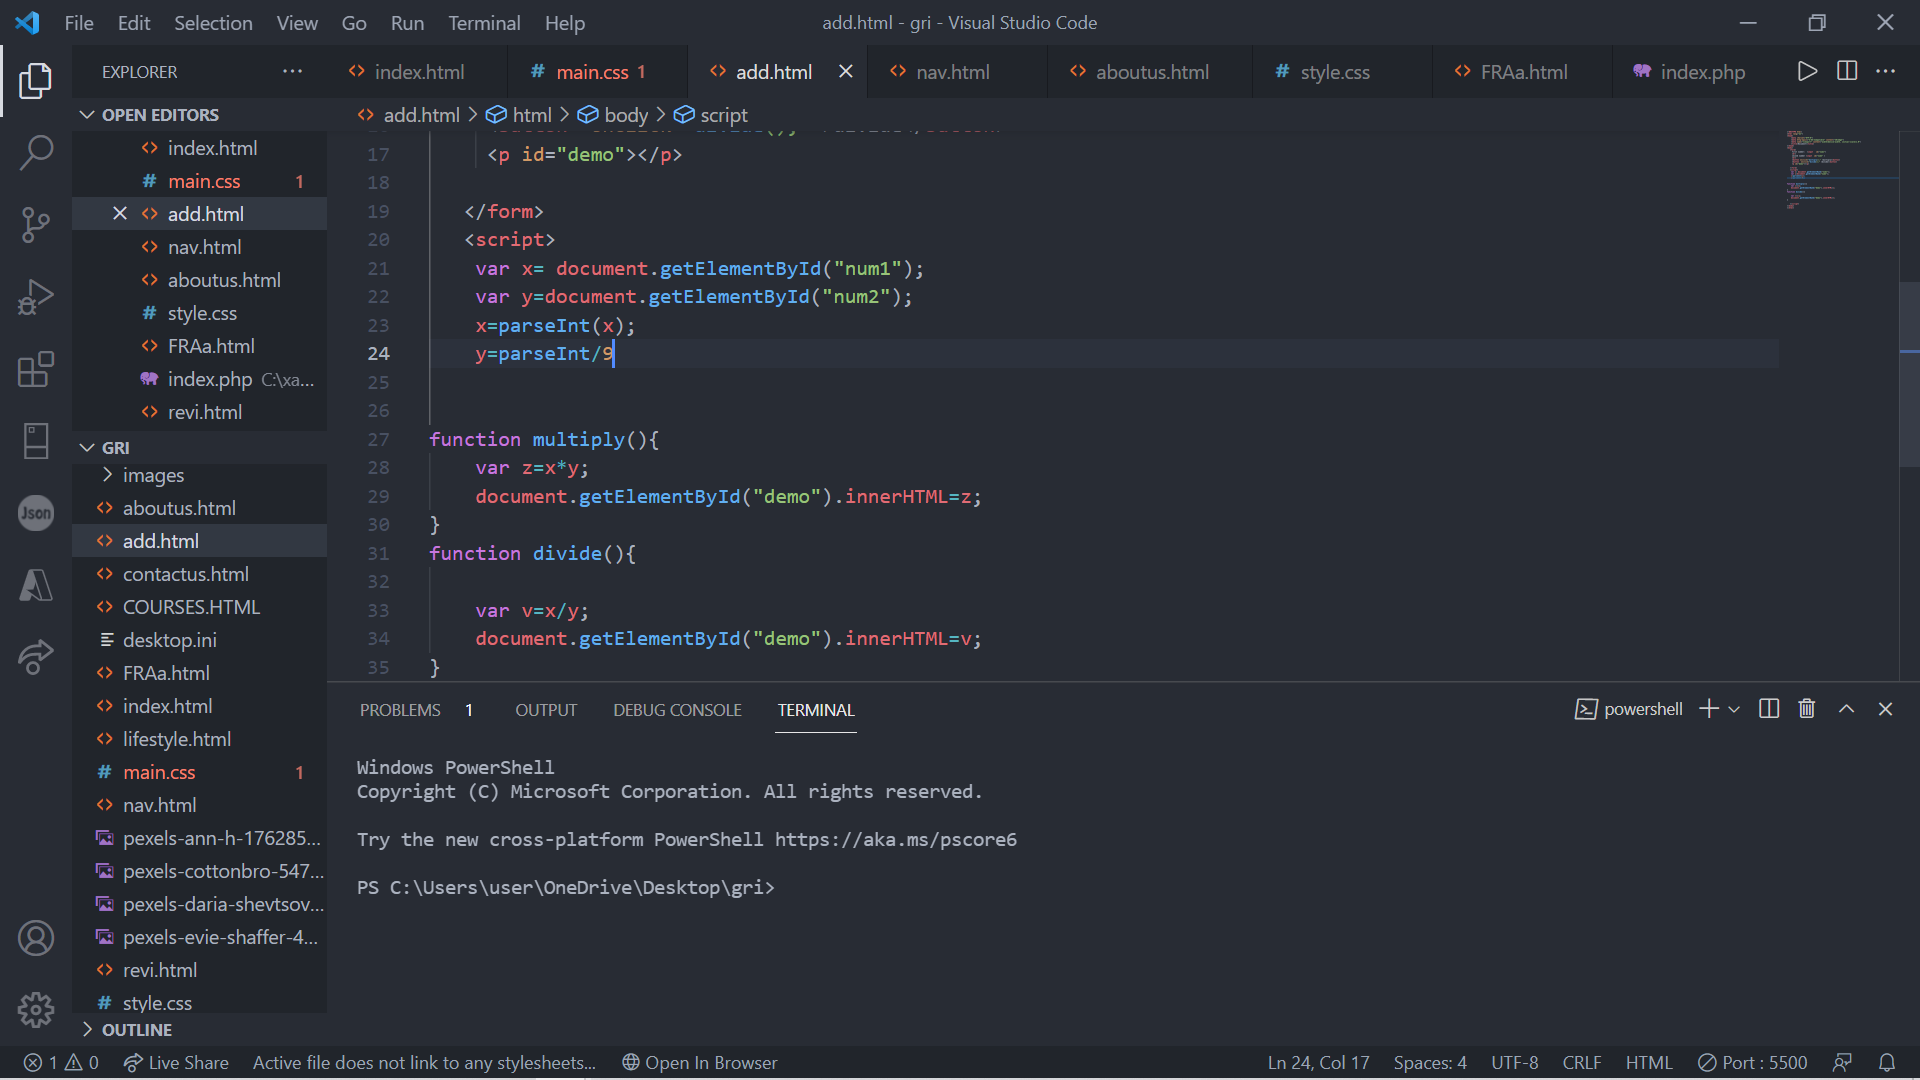 File Edit Selection View Go Run Terminal Help
add.html - gri - Visual Studio Code
EXPLORER
index.html
main.css 1
add.html
nav.html
aboutus.html
style.css
FRAa.html
index.php
OPEN EDITORS
index.html
main.css 1
add.html
nav.html
aboutus.html
style.css
FRAa.html
index.php C:\xa...
revi.html
GRI
images
aboutus.html
add.html
contactus.html
COURSES.HTML
desktop.ini
FRAa.html
index.html
lifestyle.html
main.css 1
nav.html
pexels-ann-h-176285...
pexels-cottonbro-547...
pexels-daria-shevtsov...
pexels-evie-shaffer-4...
revi.html
style.css
OUTLINE
Json
add.html > html > body > script
17 <p id="demo"></p>
18
19 </form>
20 <script>
21 var x= document.getElementById("num1");
22 var y=document.getElementById("num2");
23 x=parseInt(x);
24 y=parseInt/9
25
26
27 function multiply(){
28 var z=x*y;
29 document.getElementById("demo").innerHTML=z;
30 }
31 function divide(){
32
33 var v=x/y;
34 document.getElementById("demo").innerHTML=v;
35 }
PROBLEMS 1 OUTPUT DEBUG CONSOLE TERMINAL
powershell
Windows PowerShell
Copyright (C) Microsoft Corporation. All rights reserved.
Try the new cross-platform PowerShell https://aka.ms/pscore6
PS C:\Users\user\OneDrive\Desktop\gri>
1 0 Live Share Active file does not link to any stylesheets... Open In Browser
Ln 24, Col 17 Spaces: 4 UTF-8 CRLF HTML Port : 5500